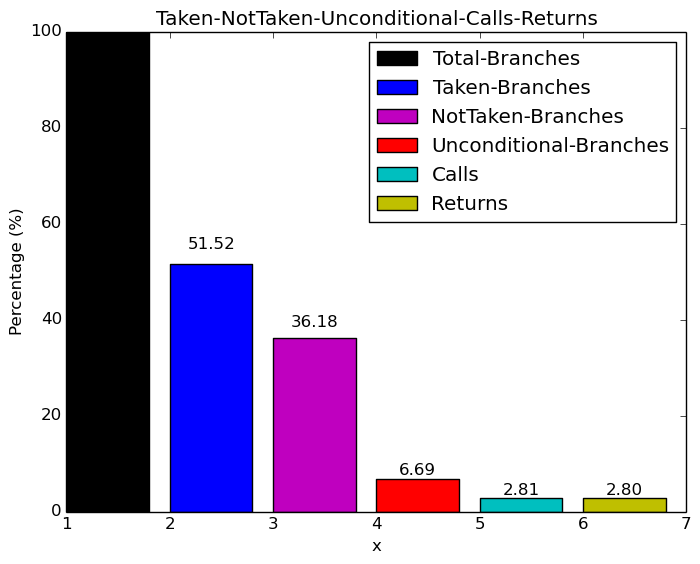 Taken-NotTaken-Unconditional-Calls-Returns
Percentage (%)
100
80
60
40
20
0
Total-Branches
Taken-Branches
NotTaken-Branches
Unconditional-Branches
Calls
Returns
51.52
36.18
6.69
2.81
2.80
1 2 3 4 5 6 7
x